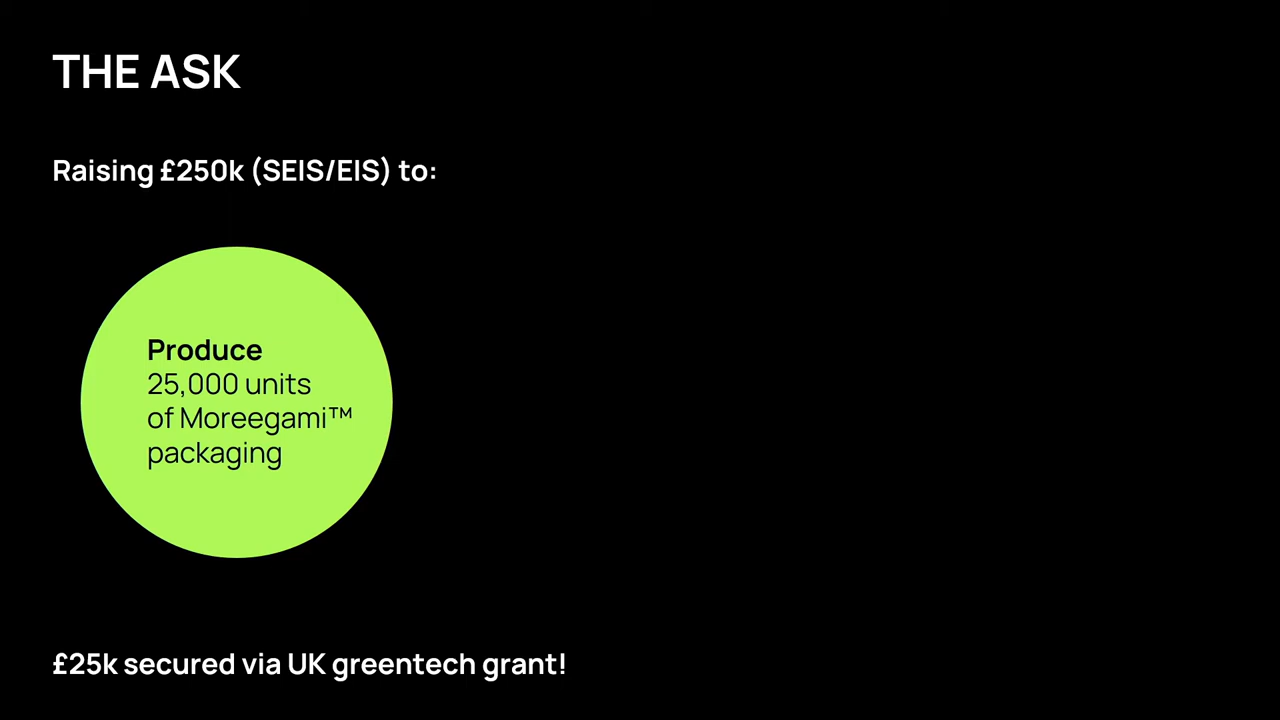 THE ASK
Raising £250k (SEIS/EIS) to:
Produce
25,000 units
of Moreegami™
packaging
£25k secured via UK greentech grant!